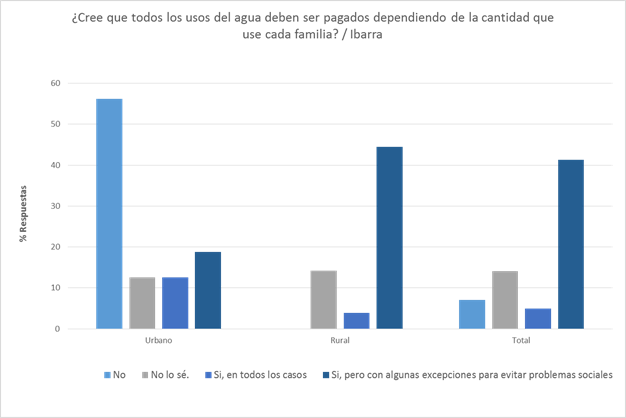 ¿Cree que todos los usos del agua deben ser pagados dependiendo de la cantidad que
use cada familia? / Ibarra
60
50
40
30
20
10
0
% Respuestas
Urbano Rural Total
No No lo sé. Si, en todos los casos Si, pero con algunas excepciones para evitar problemas sociales